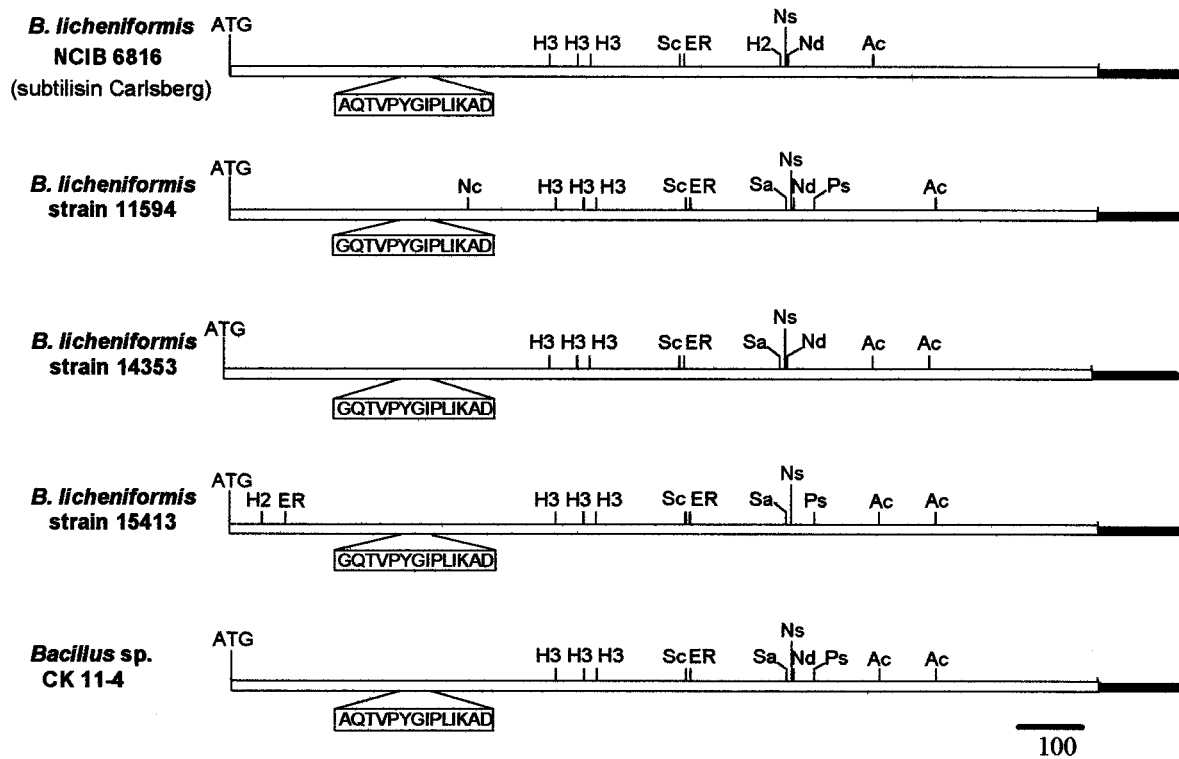 B. licheniformis
NCIB 6816
(subtilisin Carlsberg)
ATG
H3 H3 H3 Sc ER H2 Ns Nd Ac
AQTVPYGIPLIKAD
B. licheniformis
strain 11594
ATG
Nc H3 H3 H3 Sc ER Sa Ns Nd Ps Ac
GQTVPYGIPLIKAD
B. licheniformis
strain 14353
ATG
H3 H3 H3 Sc ER Sa Ns Nd Ac Ac
GQTVPYGIPLIKAD
B. licheniformis
strain 15413
ATG
H2 ER H3 H3 H3 Sc ER Sa Ns Ps Ac Ac
GQTVPYGIPLIKAD
Bacillus sp.
CK 11-4
ATG
H3 H3 H3 Sc ER Sa Ns Nd Ps Ac Ac
AQTVPYGIPLIKAD
100